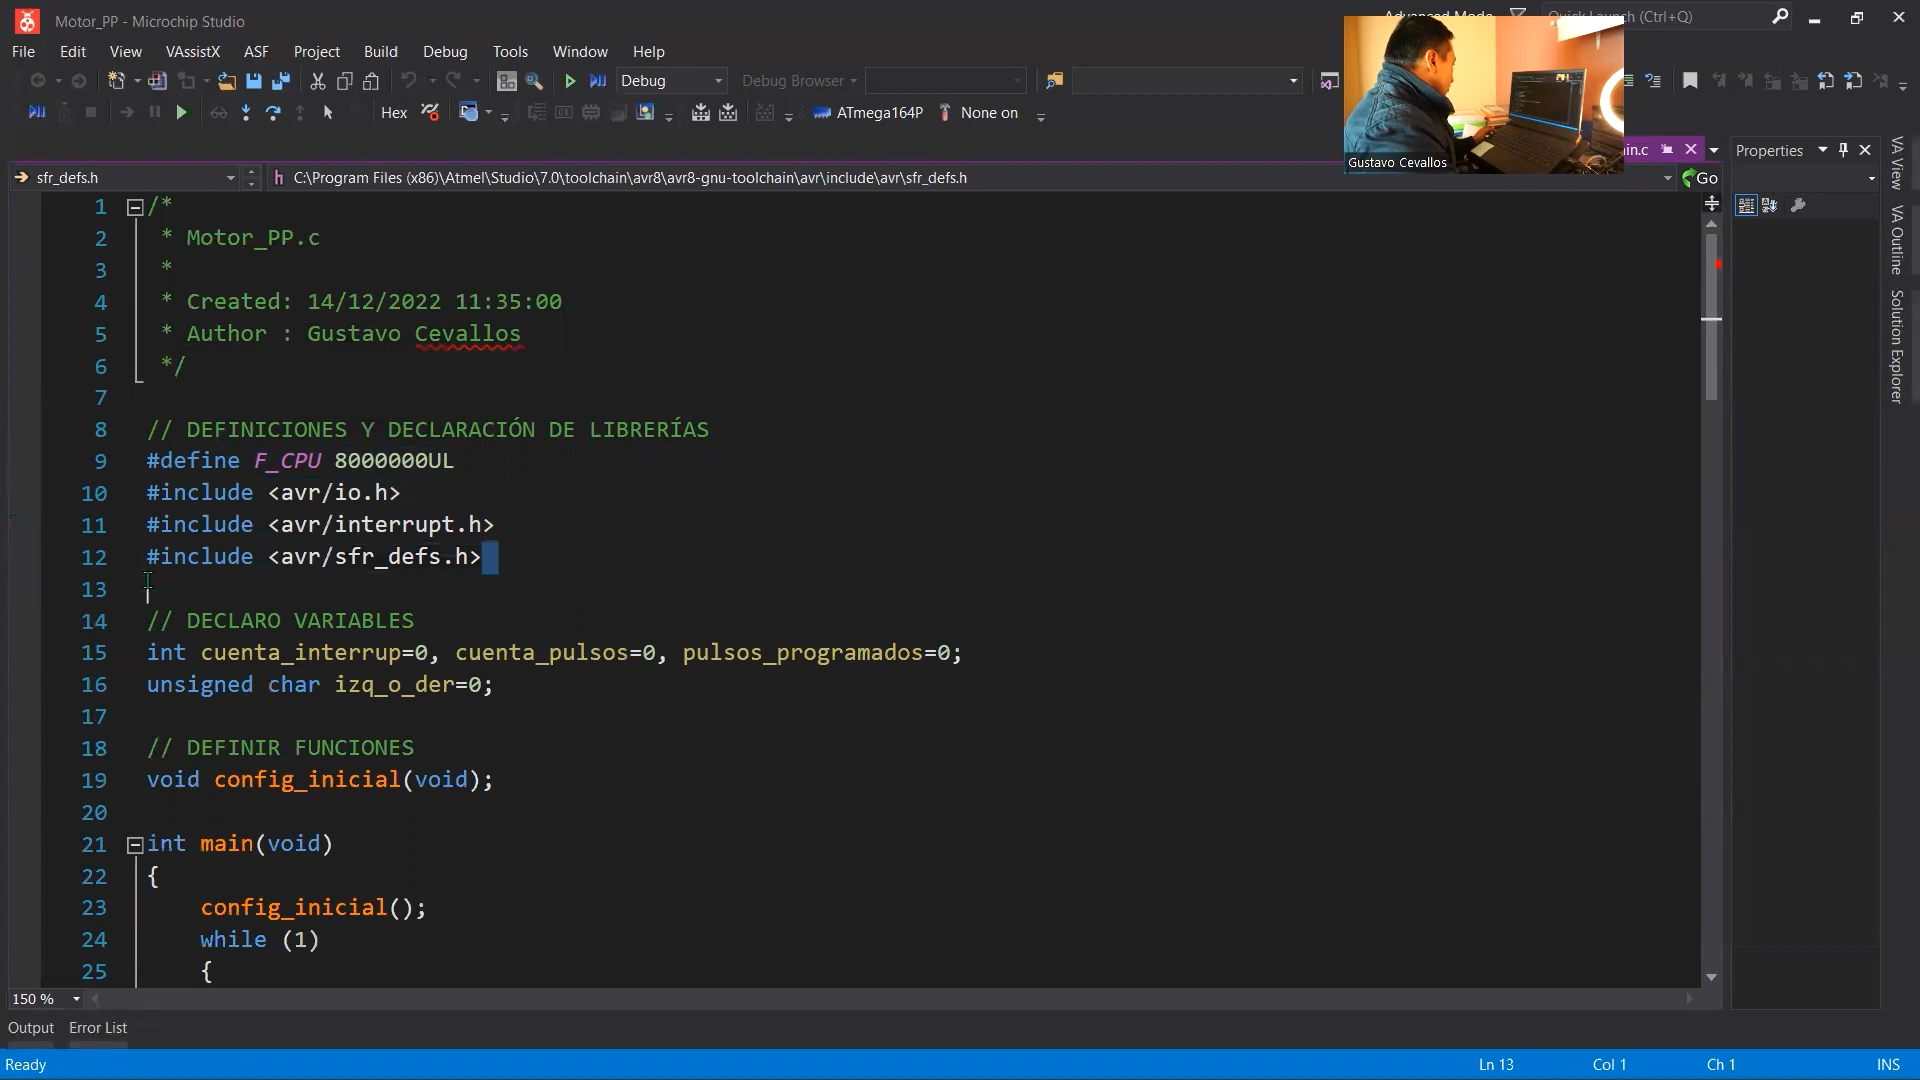 Motor_PP - Microchip Studio
Quick Launch (Ctrl+Q)
File Edit View VAssistX ASF Project Build Debug Tools Window Help
Debug Debug Browser
Hex ATmega164P None on
Gustavo Cevallos
Properties
sfr_defs.h C:\Program Files (x86)\Atmel\Studio\7.0\toolchain\avr8\avr8-gnu-toolchain\avr\include\avr\sfr_defs.h Go
1 /*
2 * Motor_PP.c
3 *
4 * Created: 14/12/2022 11:35:00
5 * Author : Gustavo Cevallos
6 */
7
8 // DEFINICIONES Y DECLARACIÓN DE LIBRERÍAS
9 #define F_CPU 8000000UL
10 #include <avr/io.h>
11 #include <avr/interrupt.h>
12 #include <avr/sfr_defs.h>
13
14 // DECLARO VARIABLES
15 int cuenta_interrup=0, cuenta_pulsos=0, pulsos_programados=0;
16 unsigned char izq_o_der=0;
17
18 // DEFINIR FUNCIONES
19 void config_inicial(void);
20
21 int main(void)
22 {
23 config_inicial();
24 while (1)
25 {
VA View
VA Outline
Solution Explorer
150 %
Output Error List
Ready Ln 13 Col 1 Ch 1 INS